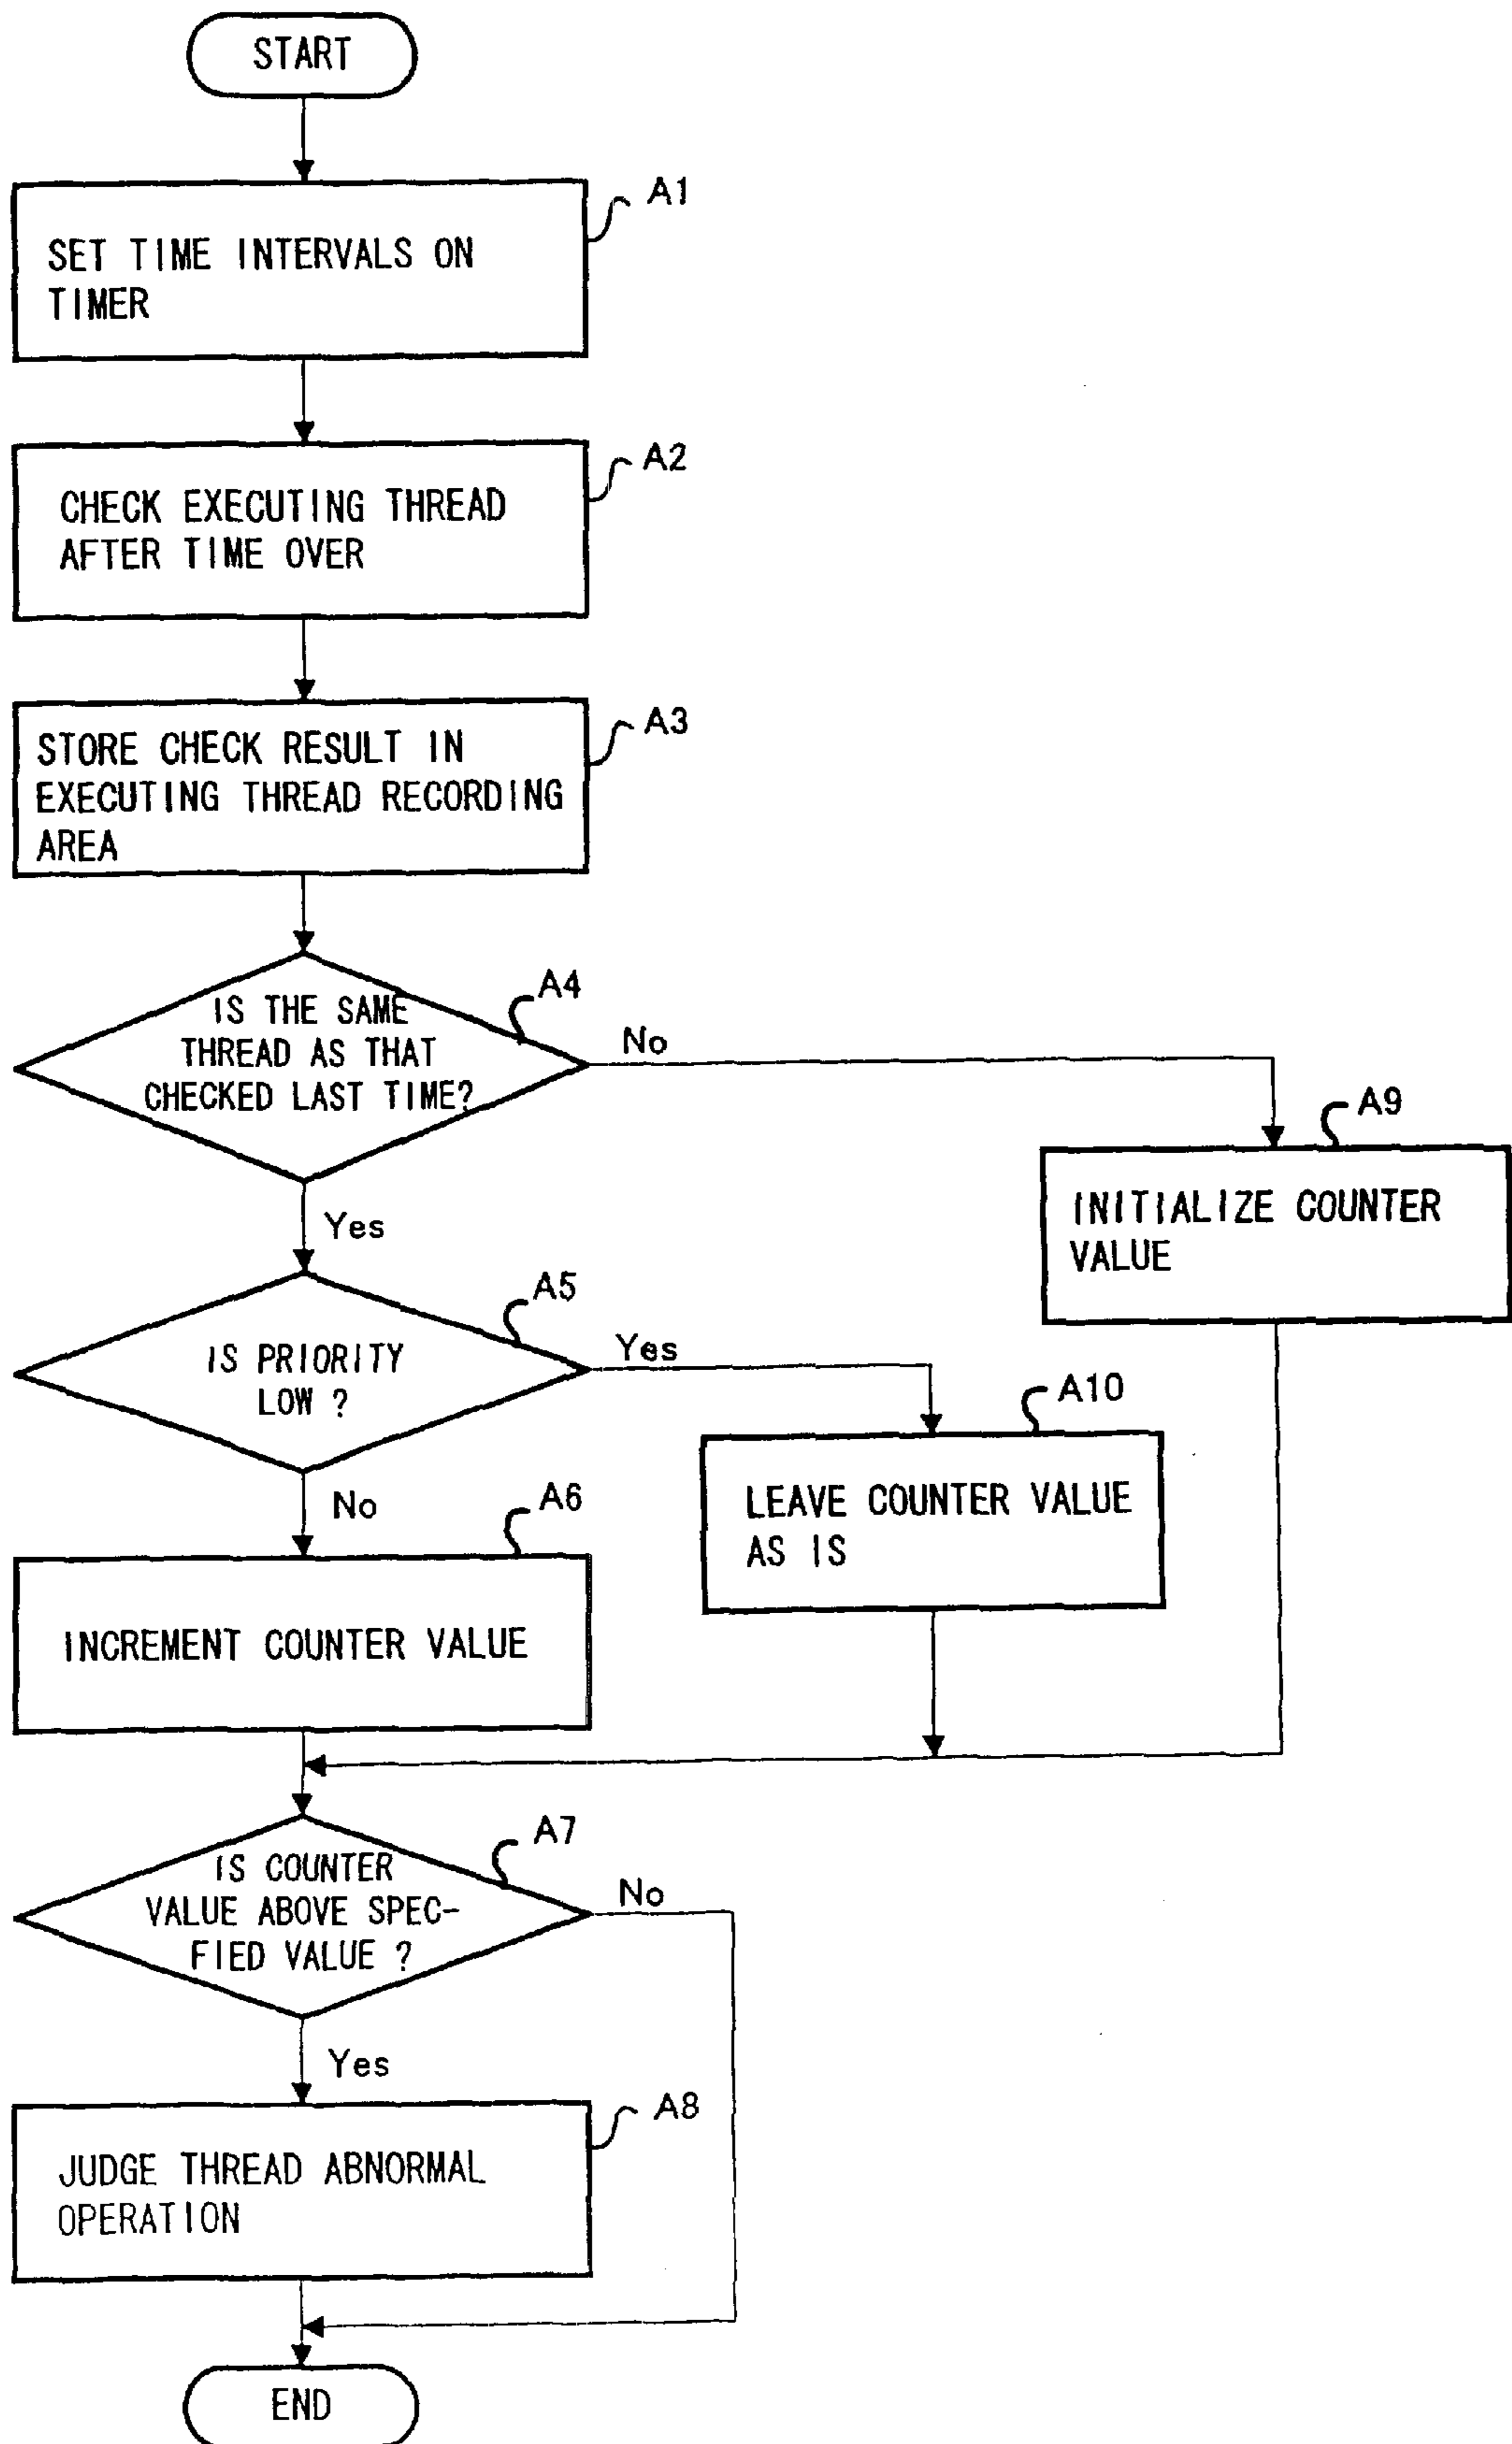 START
A1
SET TIME INTERVALS ON
TIMER
A2
CHECK EXECUTING THREAD
AFTER TIME OVER
A3
STORE CHECK RESULT IN
EXECUTING THREAD RECORDING
AREA
A4
IS THE SAME
THREAD AS THAT
CHECKED LAST TIME?
No
A9
INITIALIZE COUNTER
VALUE
Yes
A5
IS PRIORITY
LOW ?
Yes
A10
LEAVE COUNTER VALUE
AS IS
No
A6
INCREMENT COUNTER VALUE
A7
IS COUNTER
VALUE ABOVE SPEC-
FIED VALUE ?
No
Yes
A8
JUDGE THREAD ABNORMAL
OPERATION
END